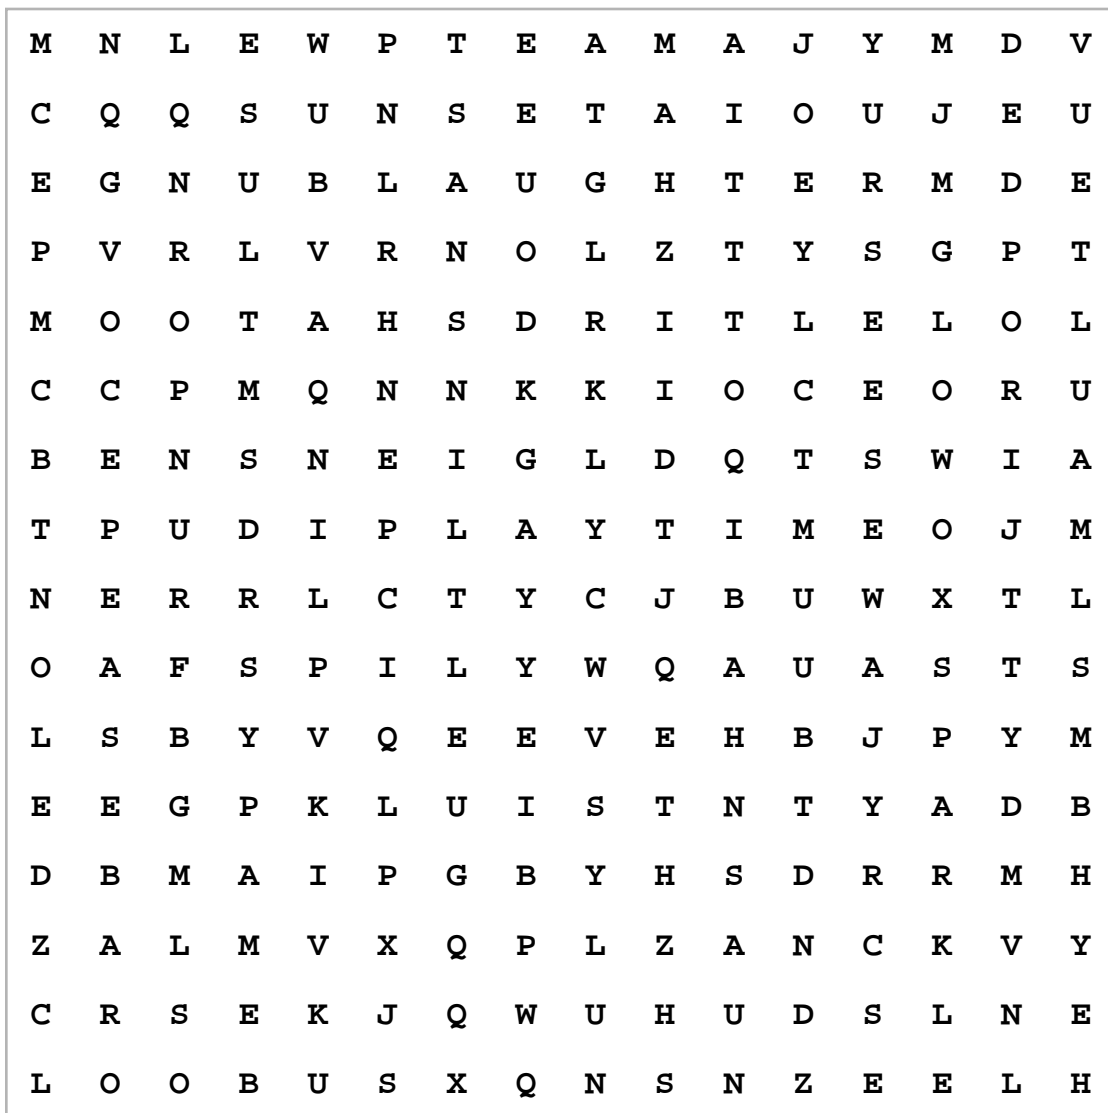 M N L E W P T E A M A J Y M D V
C Q Q S U N S E T A I O U J E U
E G N U B L A U G H T E R M D E
P V R L V R N O L Z T Y S G P T
M O O T A H S D R I T L E L O L
C C P M Q N N K K I O C E O R U
B E N S N E I G L D Q T S W I A
T P U D I P L A Y T I M E O J M
N E R R L C T Y C J B U W X T L
O A F S P I L Y W Q A U A S T S
L S B Y V Q E E V E H B J P Y M
E E G P K L U I S T N T Y A D B
D B M A I P G B Y H S D R R M H
Z A L M V X Q P L Z A N C K V Y
C R S E K J Q W U H U D S L N E
L O O B U S X Q N S N Z E E L H